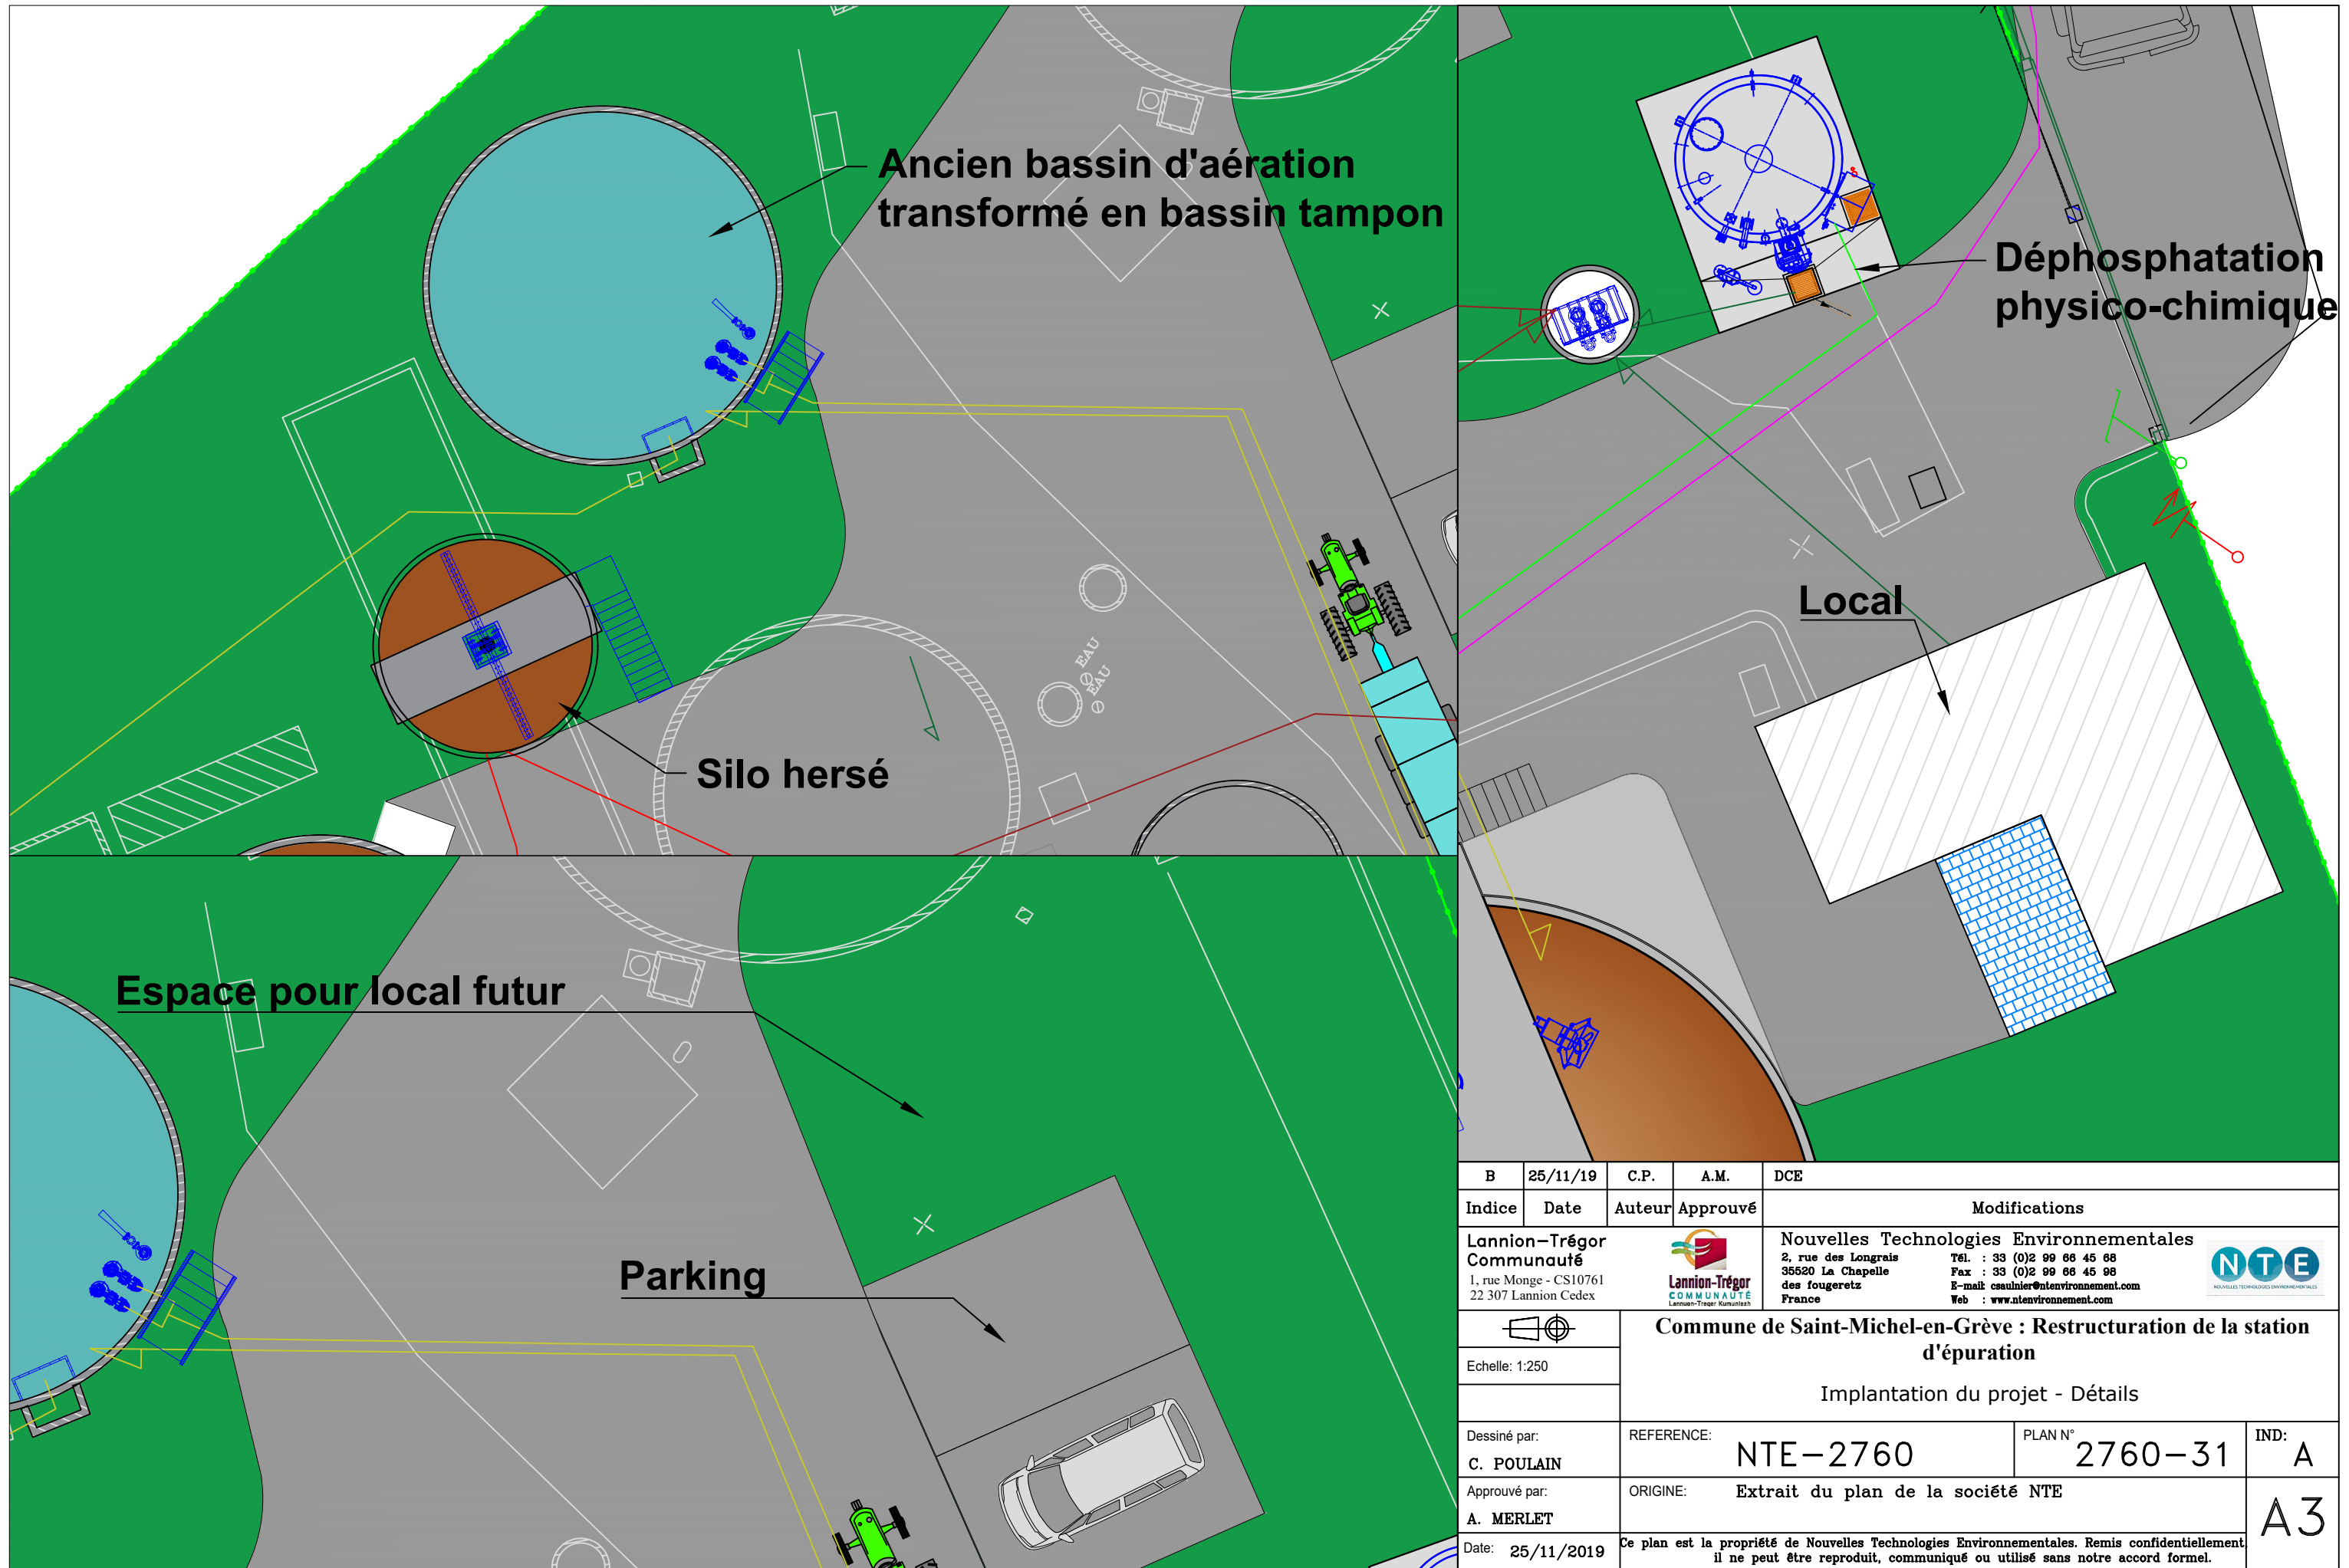 Ancien bassin d'aération
transformé en bassin tampon
EAU
EAU
Silo hersé
Déphosphatation
physico-chimique
Local
Espace pour local futur
Parking
B 25/11/19 C.P. A.M. DCE
Indice Date Auteur Approuvé Modifications
Lannion-Trégor
Communauté
1, rue Monge - CS10761
22 307 Lannion Cedex
Lannion-Trégor
COMMUNAUTÉ
Lannuon-Treger Kumuniezh
Nouvelles Technologies Environnementales
2, rue des Longrais
35520 La Chapelle
des fougeretz
France
Tél. : 33 (0)2 99 66 45 68
Fax : 33 (0)2 99 66 45 98
E-mail: csaulnier@ntenvironnement.com
Web : www.ntenvironnement.com
NTE
NOUVELLES TECHNOLOGIES ENVIRONNEMENTALES
Echelle: 1:250
Commune de Saint-Michel-en-Grève : Restructuration de la station
d'épuration
Implantation du projet - Détails
Dessiné par:
C. POULAIN
REFERENCE: NTE-2760
PLAN N° 2760-31
IND: A
Approuvé par:
A. MERLET
ORIGINE: Extrait du plan de la société NTE
A3
Date: 25/11/2019
Ce plan est la propriété de Nouvelles Technologies Environnementales. Remis confidentiellement,
il ne peut être reproduit, communiqué ou utilisé sans notre accord formel.